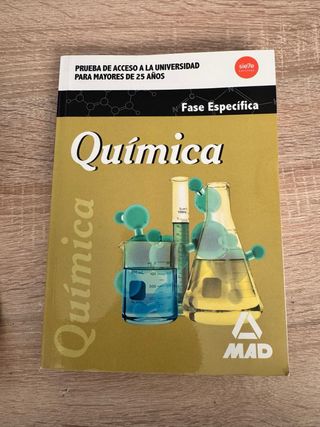 PRUEBA DE ACCESO A LA UNIVERSIDAD
PARA MAYORES DE 25 AÑOS
Fase Específica
Química
Química
MAD